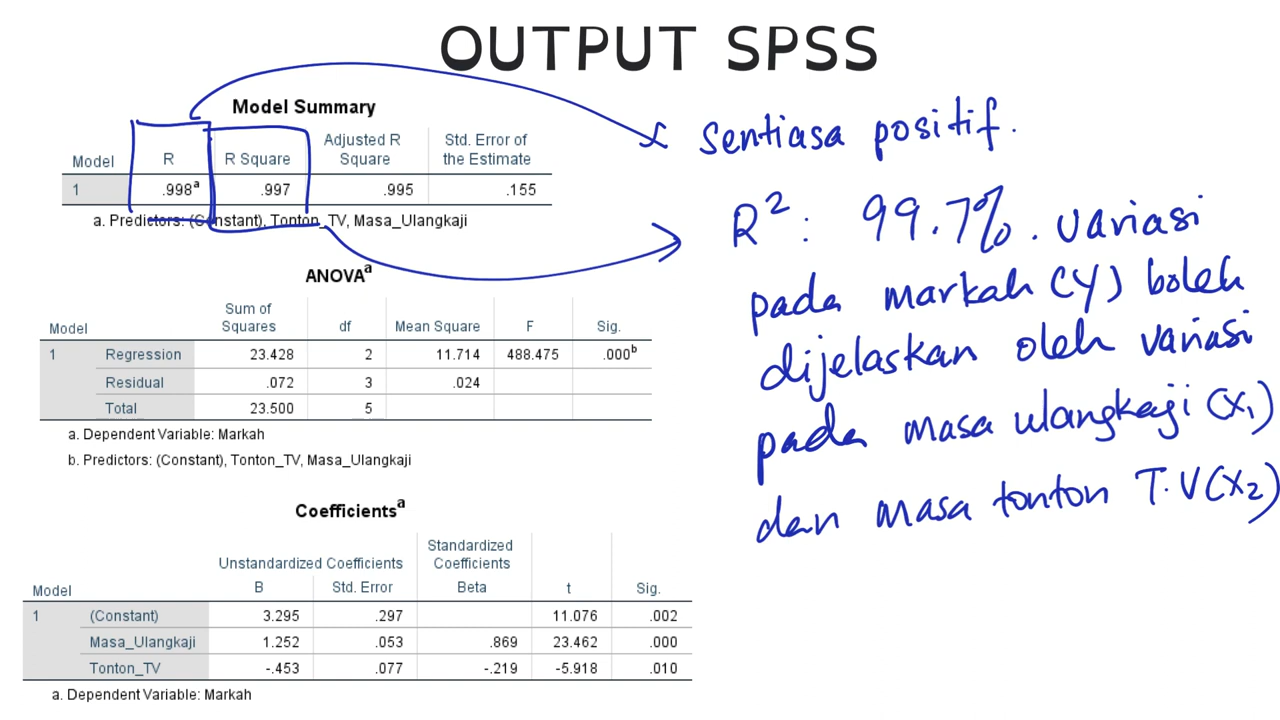 OUTPUT SPSS
Model Summary
Model R R Square Adjusted R Square Std. Error of the Estimate
1 .998a .997 .995 .155
a. Predictors: (Constant), Tonton_TV, Masa_Ulangkaji
ANOVAa
Model Sum of Squares df Mean Square F Sig.
1 Regression 23.428 2 11.714 488.475 .000b
Residual .072 3 .024
Total 23.500 5
a. Dependent Variable: Markah
b. Predictors: (Constant), Tonton_TV, Masa_Ulangkaji
Coefficientsa
Unstandardized Coefficients Standardized Coefficients
Model B Std. Error Beta t Sig.
1 (Constant) 3.295 .297 11.076 .002
Masa_Ulangkaji 1.252 .053 .869 23.462 .000
Tonton_TV -.453 .077 -.219 -5.918 .010
a. Dependent Variable: Markah
sentiasa positif.
R²: 99.7%. variasi
pada markah (Y) boleh
dijelaskan oleh variasi
pada masa ulangkaji (X₁)
dan masa tonton T.V (X₂)